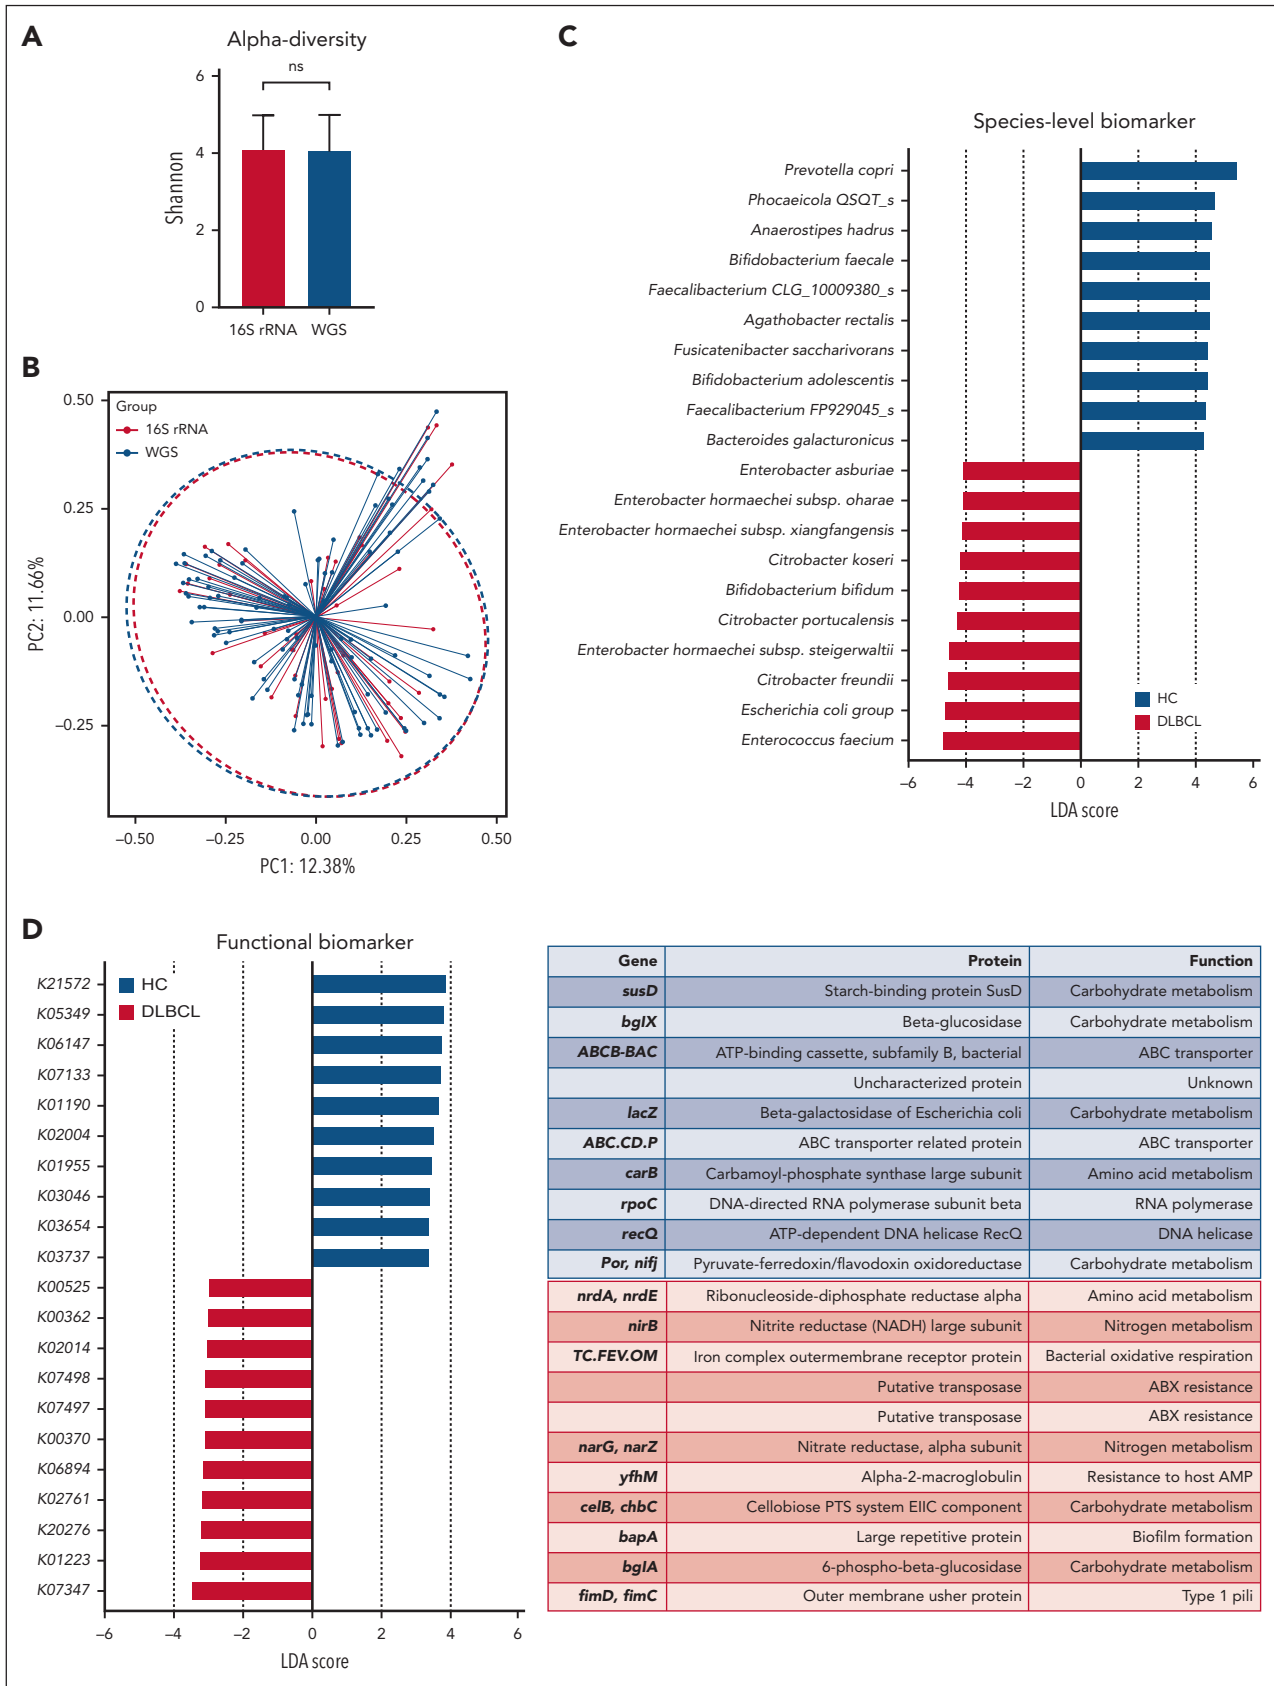 A
Alpha-diversity
ns
6
4
2
0
Shannon
16S rRNA
WGS
B
Group
16S rRNA
WGS
0.50
0.25
0.00
−0.25
PC2: 11.66%
−0.50
−0.25
0.00
0.25
0.50
PC1: 12.38%
C
Species-level biomarker
Prevotella copri
Phocaeicola QSQT_s
Anaerostipes hadrus
Bifidobacterium faecale
Faecalibacterium CLG_10009380_s
Agathobacter rectalis
Fusicatenibacter saccharivorans
Bifidobacterium adolescentis
Faecalibacterium FP929045_s
Bacteroides galacturonicus
Enterobacter asburiae
Enterobacter hormaechei subsp. oharae
Enterobacter hormaechei subsp. xiangfangensis
Citrobacter koseri
Bifidobacterium bifidum
Citrobacter portucalensis
Enterobacter hormaechei subsp. steigerwaltii
Citrobacter freundii
Escherichia coli group
Enterococcus faecium
HC
DLBCL
−6
−4
−2
0
2
4
6
LDA score
D
Functional biomarker
HC
DLBCL
K21572
K05349
K06147
K07133
K01190
K02004
K01955
K03046
K03654
K03737
K00525
K00362
K02014
K07498
K07497
K00370
K06894
K02761
K20276
K01223
K07347
−6
−4
−2
0
2
4
6
LDA score
Gene Protein Function
susD Starch-binding protein SusD Carbohydrate metabolism
bglX Beta-glucosidase Carbohydrate metabolism
ABCB-BAC ATP-binding cassette, subfamily B, bacterial ABC transporter
Uncharacterized protein Unknown
lacZ Beta-galactosidase of Escherichia coli Carbohydrate metabolism
ABC.CD.P ABC transporter related protein ABC transporter
carB Carbamoyl-phosphate synthase large subunit Amino acid metabolism
rpoC DNA-directed RNA polymerase subunit beta RNA polymerase
recQ ATP-dependent DNA helicase RecQ DNA helicase
Por, nifj Pyruvate-ferredoxin/flavodoxin oxidoreductase Carbohydrate metabolism
nrdA, nrdE Ribonucleoside-diphosphate reductase alpha Amino acid metabolism
nirB Nitrite reductase (NADH) large subunit Nitrogen metabolism
TC.FEV.OM Iron complex outermembrane receptor protein Bacterial oxidative respiration
Putative transposase ABX resistance
Putative transposase ABX resistance
narG, narZ Nitrate reductase, alpha subunit Nitrogen metabolism
yfhM Alpha-2-macroglobulin Resistance to host AMP
celB, chbC Cellobiose PTS system EIIC component Carbohydrate metabolism
bapA Large repetitive protein Biofilm formation
bglA 6-phospho-beta-glucosidase Carbohydrate metabolism
fimD, fimC Outer membrane usher protein Type 1 pili